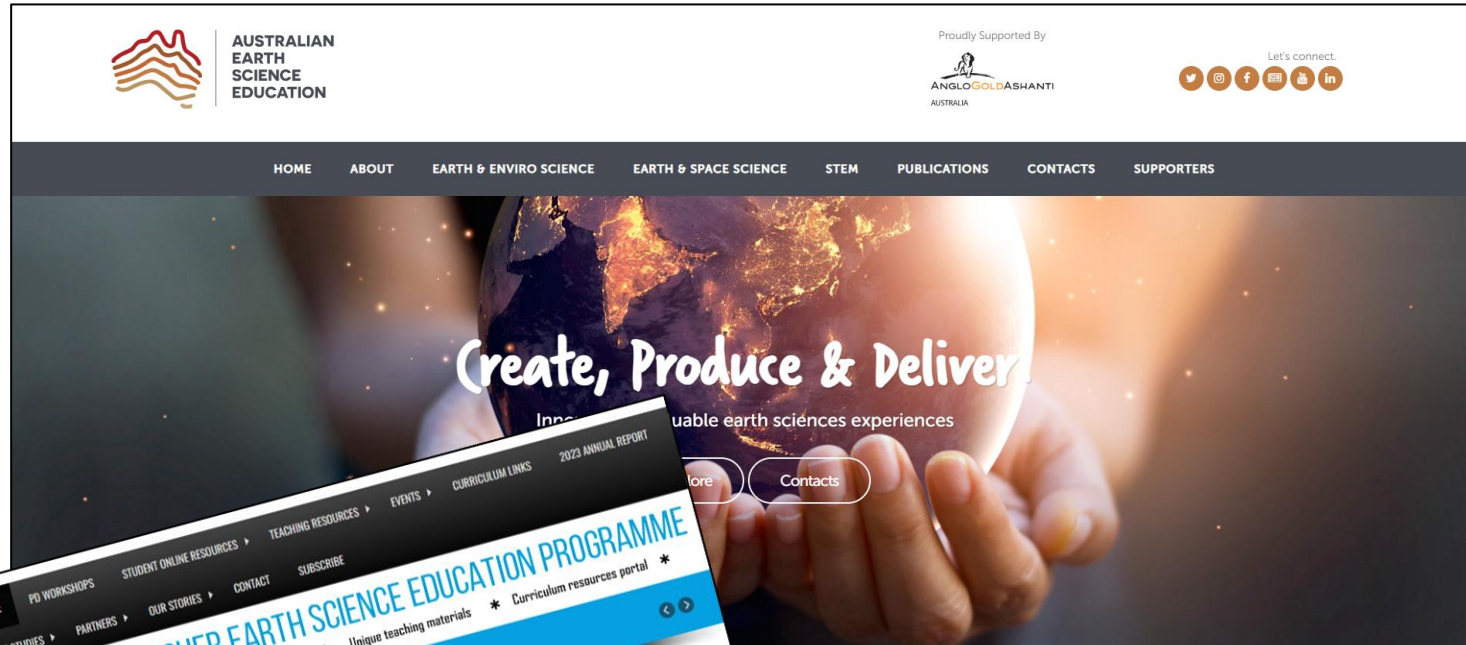 AUSTRALIAN
EARTH
SCIENCE
EDUCATION
Proudly Supported By
ANGLOGOLDASHANTI
AUSTRALIA
Let's connect.
HOME ABOUT EARTH & ENVIRO SCIENCE EARTH & SPACE SCIENCE STEM PUBLICATIONS CONTACTS SUPPORTERS
Create, Produce & Deliver
earth sciences experiences
Contacts
PD WORKSHOPS STUDENT ONLINE RESOURCES TEACHING RESOURCES EVENTS CURRICULUM LINKS 2023 ANNUAL REPORT
PARTNERS OUR STORIES CONTACT SUBSCRIBE
EARTH SCIENCE EDUCATION PROGRAMME
Unique teaching materials * Curriculum resources portal *